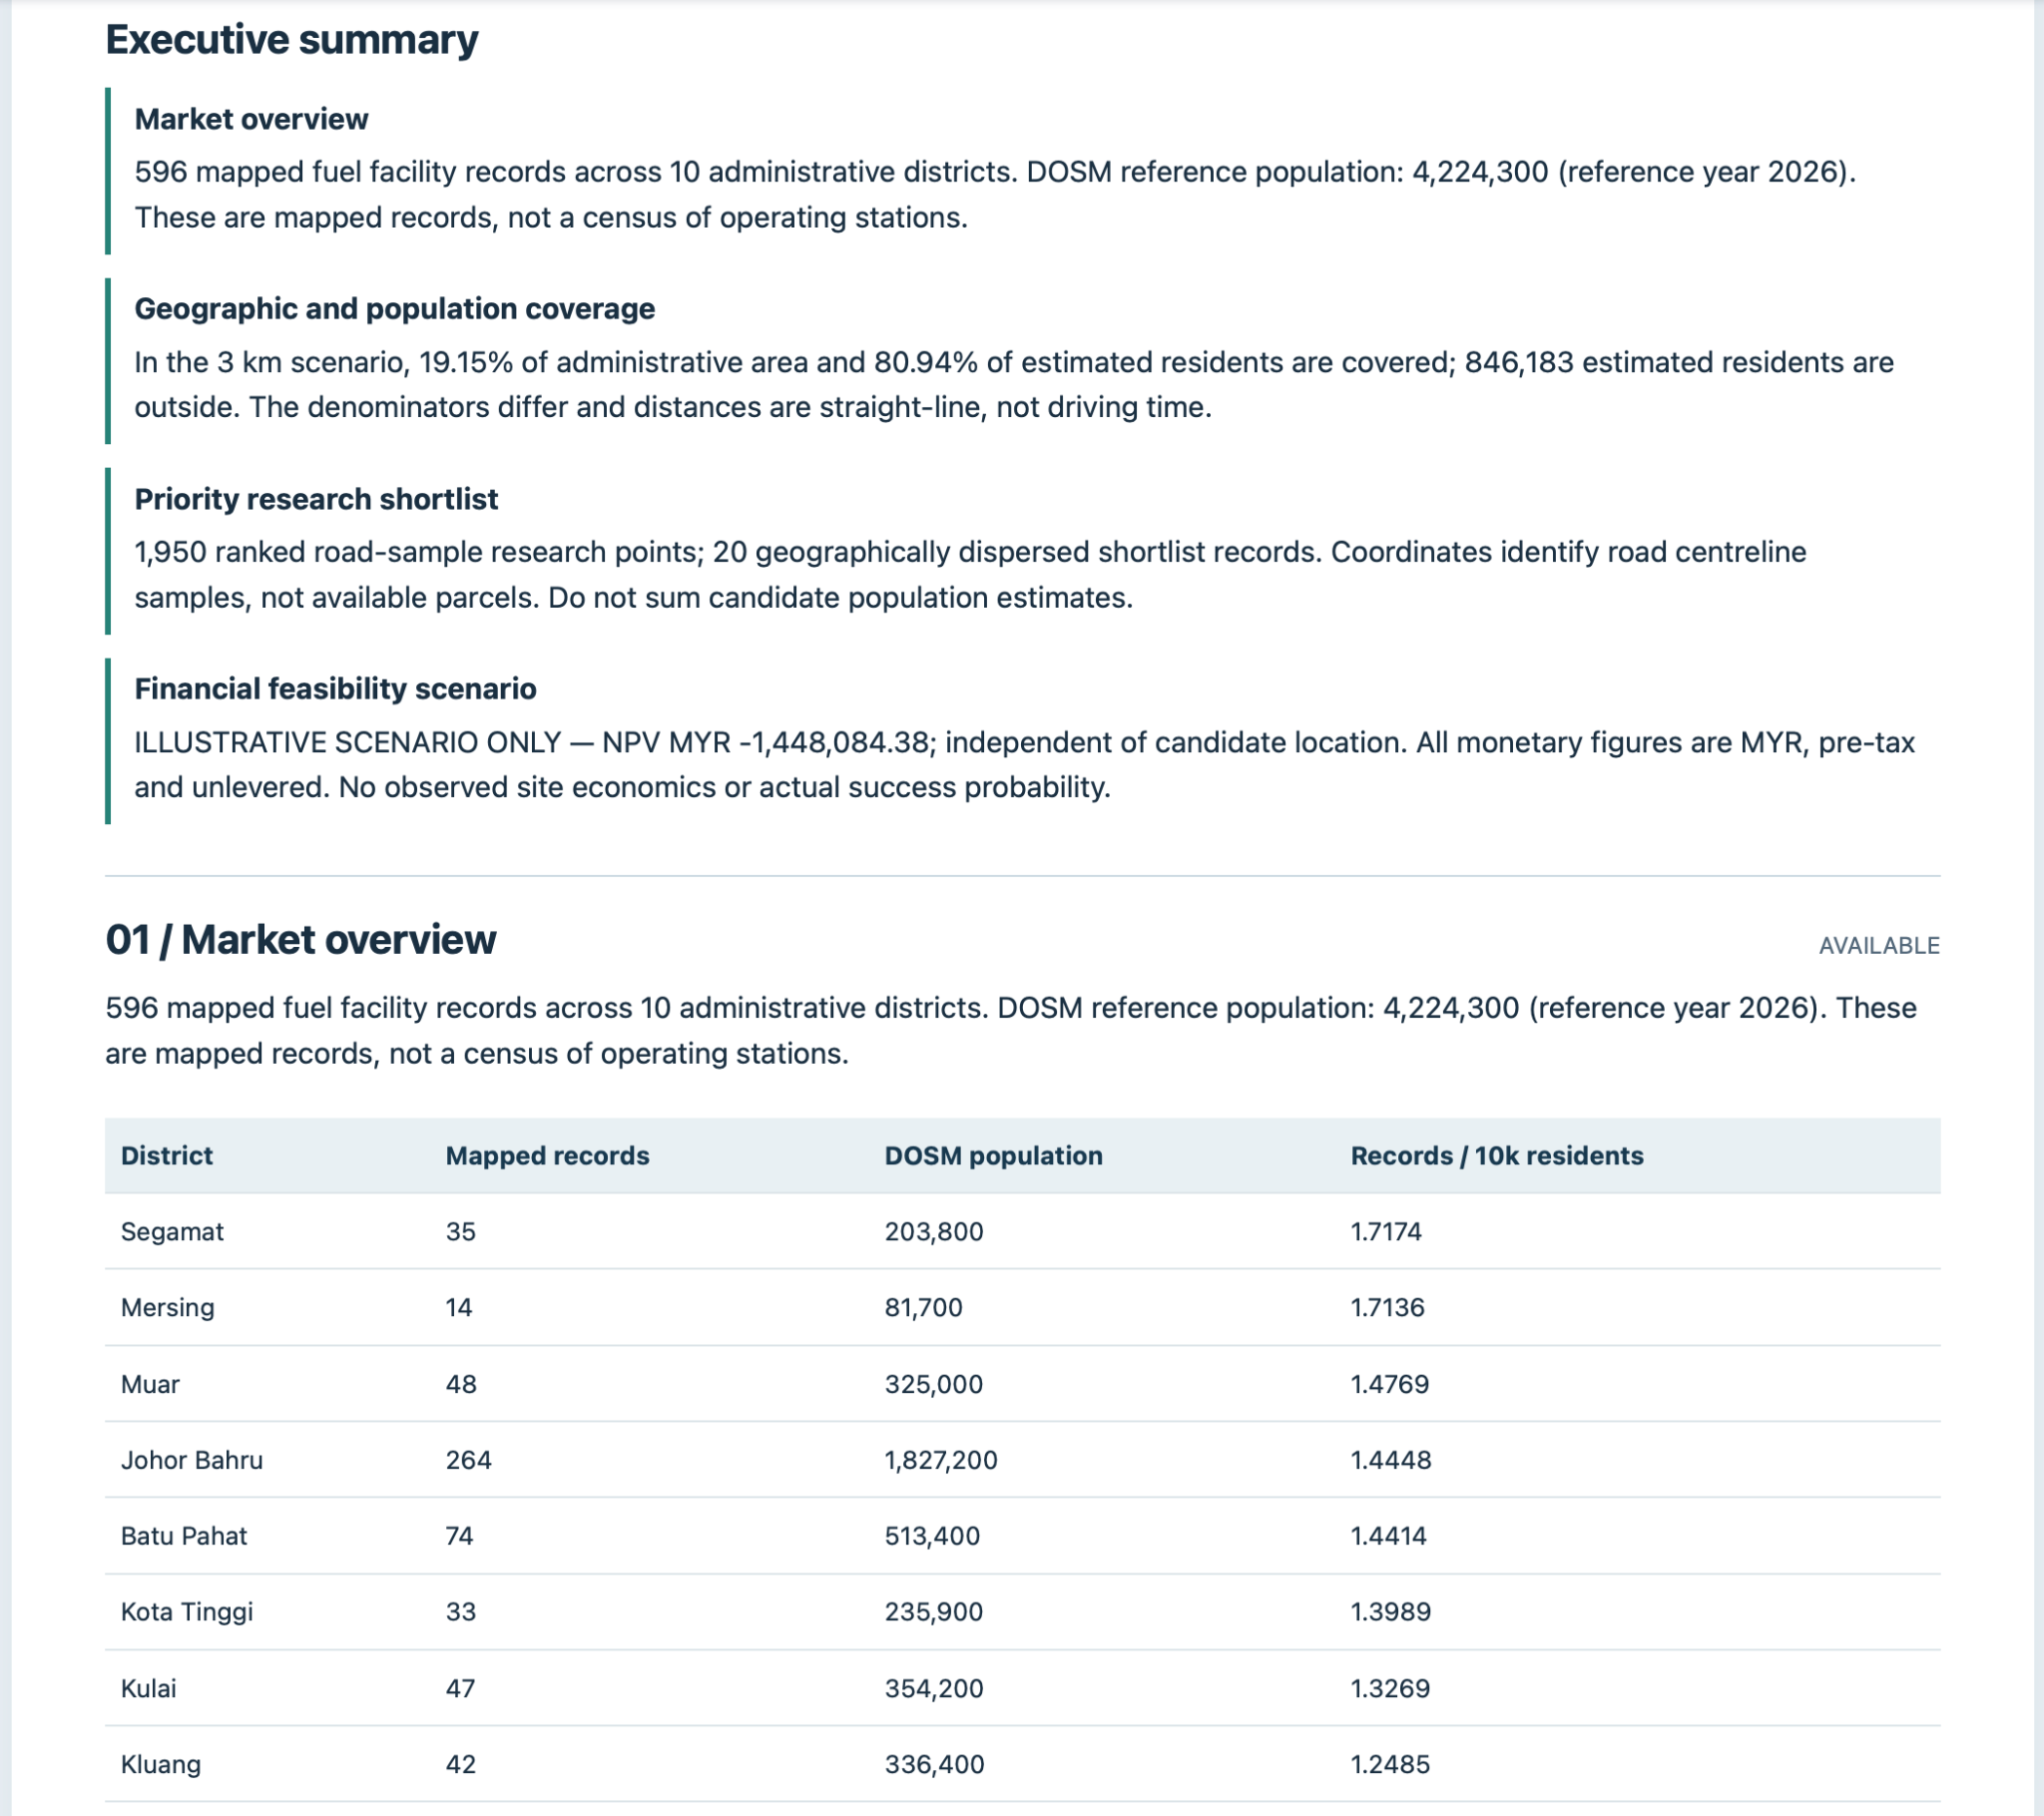 Executive summary
Market overview
596 mapped fuel facility records across 10 administrative districts. DOSM reference population: 4,224,300 (reference year 2026).
These are mapped records, not a census of operating stations.
Geographic and population coverage
In the 3 km scenario, 19.15% of administrative area and 80.94% of estimated residents are covered; 846,183 estimated residents are
outside. The denominators differ and distances are straight-line, not driving time.
Priority research shortlist
1,950 ranked road-sample research points; 20 geographically dispersed shortlist records. Coordinates identify road centreline
samples, not available parcels. Do not sum candidate population estimates.
Financial feasibility scenario
ILLUSTRATIVE SCENARIO ONLY — NPV MYR -1,448,084.38; independent of candidate location. All monetary figures are MYR, pre-tax
and unlevered. No observed site economics or actual success probability.
01 / Market overview AVAILABLE
596 mapped fuel facility records across 10 administrative districts. DOSM reference population: 4,224,300 (reference year 2026). These
are mapped records, not a census of operating stations.
District Mapped records DOSM population Records / 10k residents
Segamat 35 203,800 1.7174
Mersing 14 81,700 1.7136
Muar 48 325,000 1.4769
Johor Bahru 264 1,827,200 1.4448
Batu Pahat 74 513,400 1.4414
Kota Tinggi 33 235,900 1.3989
Kulai 47 354,200 1.3269
Kluang 42 336,400 1.2485